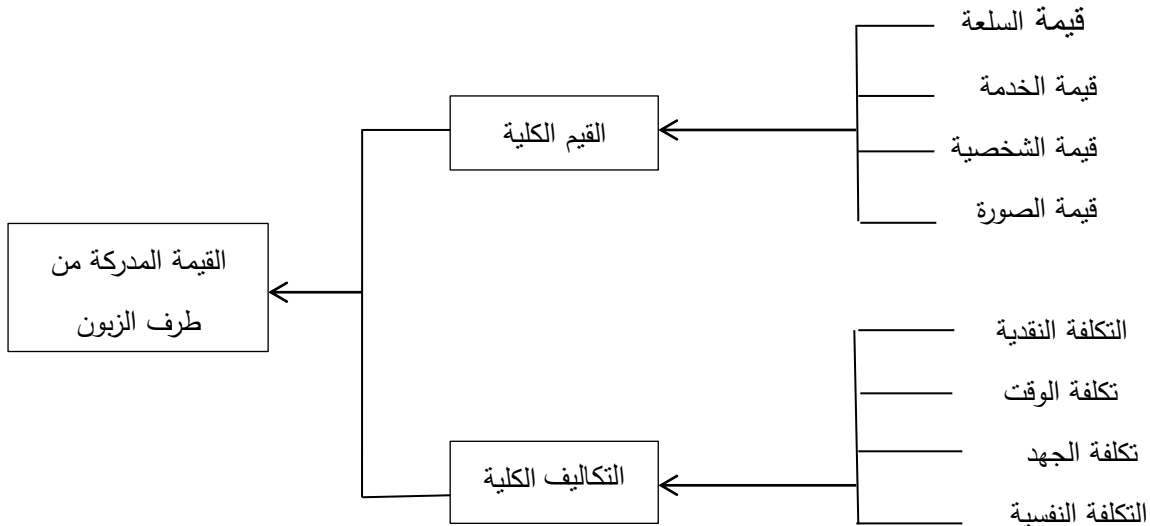 قيمة السلعة
قيمة الخدمة
القيم الكلية
قيمة الشخصية
قيمة الصورة
القيمة المدركة من
طرف الزبون
التكلفة النقدية
تكلفة الوقت
تكلفة الجهد
التكاليف الكلية
التكلفة النفسية